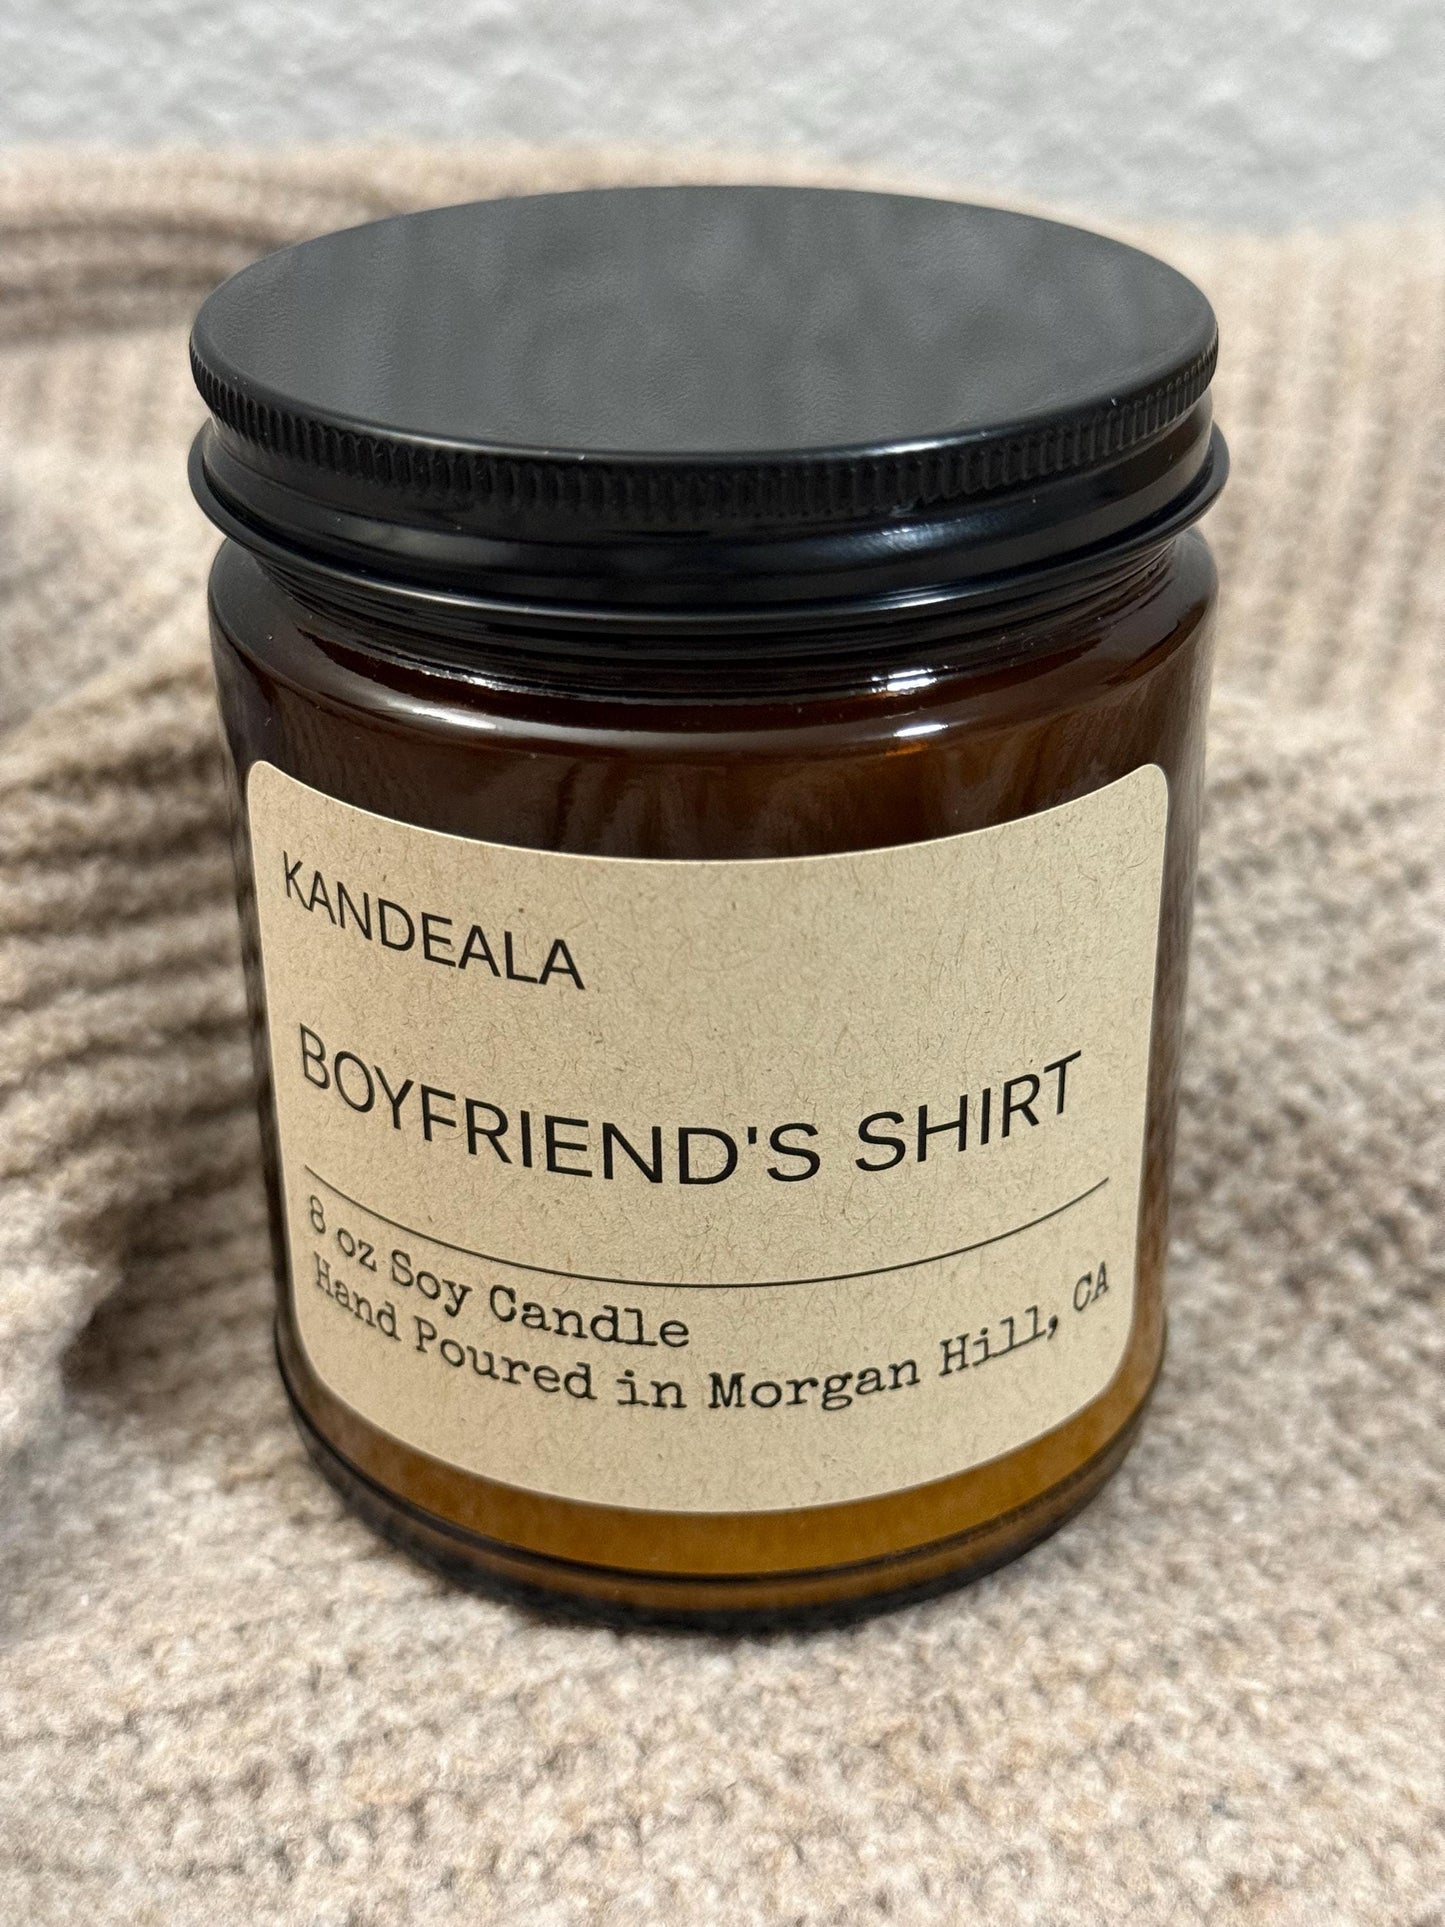 KANDEALA
BOYFRIEND'S SHIRT
8 oz Soy Candle
Hand Poured in Morgan Hill, CA